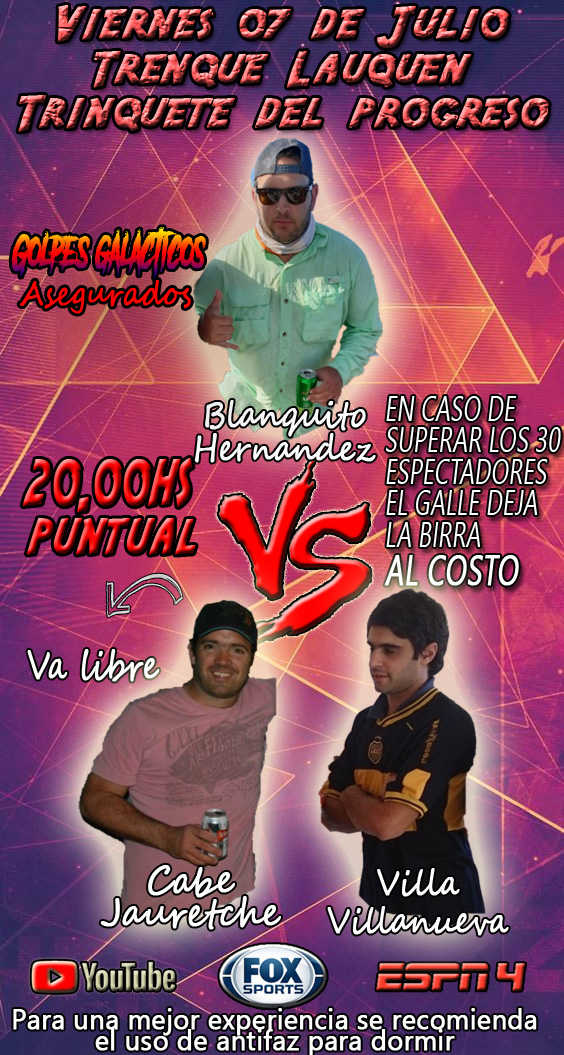 Viernes 07 de Julio
Trenque Lauquen
Trinquete del progreso
GOLPES GALACTICOS
Asegurados
Blanquito
Hernandez
EN CASO DE
SUPERAR LOS 30
ESPECTADORES
EL GALLE DEJA
LA BIRRA
AL COSTO
20,00HS
PUNTUAL
VS
Va libre
Cabe
Jauretche
Villa
Villanueva
YouTube
FOX
SPORTS
ESPN 4
Para una mejor experiencia se recomienda
el uso de antifaz para dormir